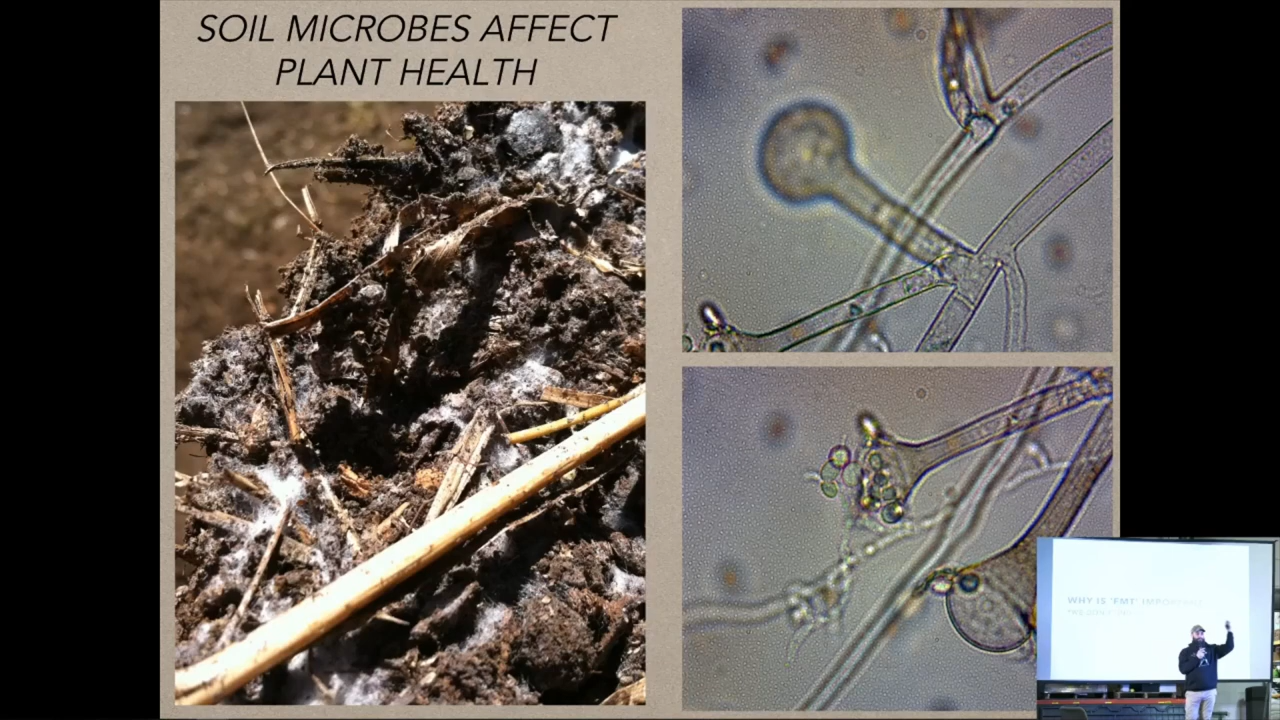 SOIL MICROBES AFFECT
PLANT HEALTH
WHY IS "FMT" IMPORTANT?